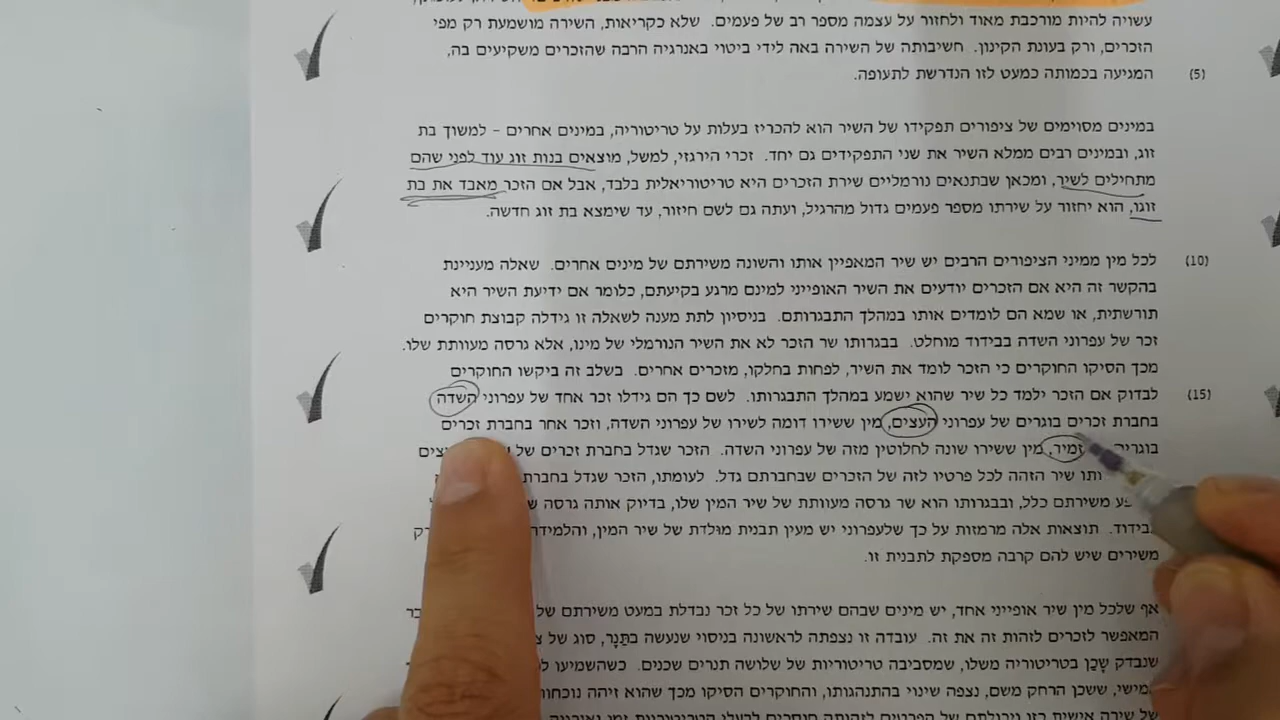 עשויה להיות מורכבת מאוד ולחזור על עצמה מספר רב של פעמים. שלא כקריאות, השירה מושמעת רק מפי
הזכרים, ורק בעונת הקינון. חשיבותה של השירה באה לידי ביטוי באנרגיה הרבה שהזכרים משקיעים בה,
(5) המגיעה בכמותה כמעט לזו הנדרשת לתעופה.
במינים מסוימים של ציפורים תפקידו של השיר הוא להכריז בעלות על טריטוריה, במינים אחרים – למשוך בת
זוג, ובמינים רבים ממלא השיר את שני התפקידים גם יחד. זכרי הירגזי, למשל, מוצאים בנות זוג עוד לפני שהם
מתחילים לשיר, ומכאן שבתנאים נורמליים שירת הזכרים היא טריטוריאלית בלבד, אבל אם הזכר מאבד את בת
זוגו, הוא יחזור על שירתו מספר פעמים גדול מהרגיל, ועתה גם לשם חיזור, עד שימצא בת זוג חדשה.
(10) לכל מין ממיני הציפורים הרבים יש שיר המאפיין אותו והשונה משירתם של מינים אחרים. שאלה מעניינת
בהקשר זה היא אם הזכרים יודעים את השיר האופייני למינם מרגע בקיעתם, כלומר אם ידיעת השיר היא
תורשתית, או שמא הם לומדים אותו במהלך התבגרותם. בניסיון לתת מענה לשאלה זו גידלה קבוצת חוקרים
זכר של עפרוני השדה בבידוד מוחלט. בבגרותו שר הזכר לא את השיר הנורמלי של מינו, אלא גרסה מעוותת שלו.
מכך הסיקו החוקרים כי הזכר לומד את השיר, לפחות בחלקו, מזכרים אחרים. בשלב זה ביקשו החוקרים
(15) לבדוק אם הזכר ילמד כל שיר שהוא ישמע במהלך התבגרותו. לשם כך הם גידלו זכר אחד של עפרוני השדה
בחברת זכרים בוגרים של עפרוני העצים, מין ששירו דומה לשירו של עפרוני השדה, וזכר אחר בחברת זכרים
זמיר, מין ששירו שונה לחלוטין מזה של עפרוני השדה. הזכר שגדל בחברת זכרים של
שיר הזהה לכל פרטיו לזה של הזכרים שבחברתם גדל. לעומתו, הזכר שגדל בחברת
משירתם כלל, ובבגרותו הוא שר גרסה מעוותת של שיר המין שלו, בדיוק אותה גרסה
תוצאות אלה מרמזות על כך שלעפרוני יש מעין תבנית מולדת של שיר המין, והלמידה
משירים שיש להם קרבה מספקת לתבנית זו.
אף שלכל מין שיר אופייני אחד, יש מינים שבהם שירתו של כל זכר נבדלת במעט משירתם של
המאפשר לזכרים לזהות זה את זה. עובדה זו נצפתה לראשונה בניסוי שנעשה בתַּנָּר, סוג של
שנבדק שָׁכַן בטריטוריה משלו, שמסביבה טריטוריות של שלושה תנרים שכנים. כשהשמיעו
ששכן הרחק משם, נצפה שינוי בהתנהגותו, והחוקרים הסיקו מכך שהוא זיהה